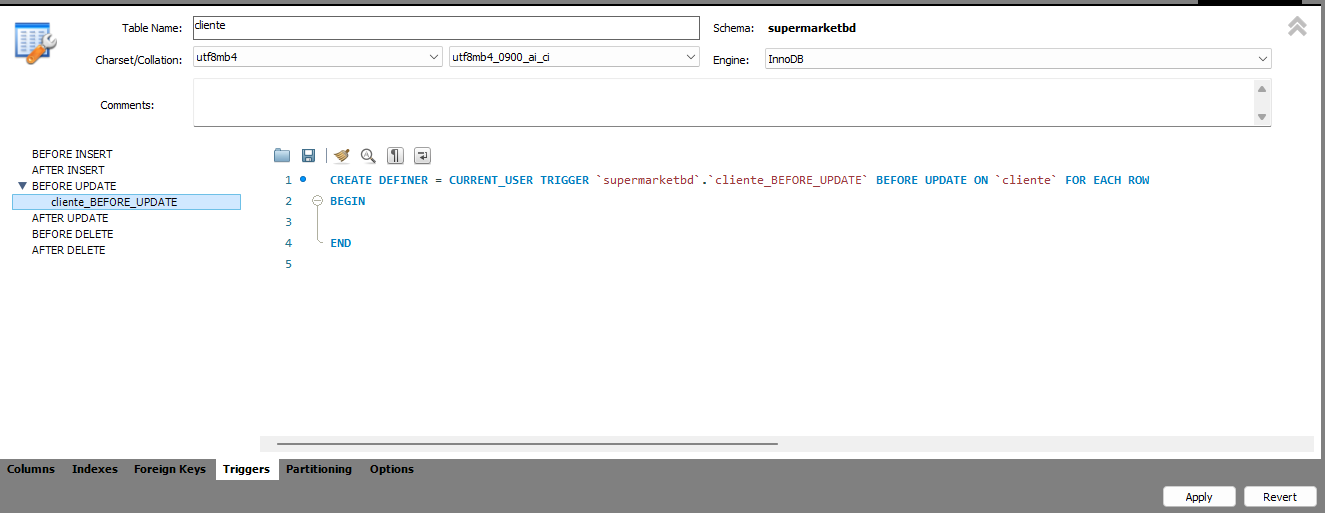 Table Name: cliente Schema: supermarketbd
Charset/Collation: utf8mb4 utf8mb4_0900_ai_ci Engine: InnoDB
Comments:
BEFORE INSERT
AFTER INSERT
BEFORE UPDATE
cliente_BEFORE_UPDATE
AFTER UPDATE
BEFORE DELETE
AFTER DELETE
1 CREATE DEFINER = CURRENT_USER TRIGGER `supermarketbd`.`cliente_BEFORE_UPDATE` BEFORE UPDATE ON `cliente` FOR EACH ROW
2 BEGIN
3
4 END
5
Columns Indexes Foreign Keys Triggers Partitioning Options
Apply Revert